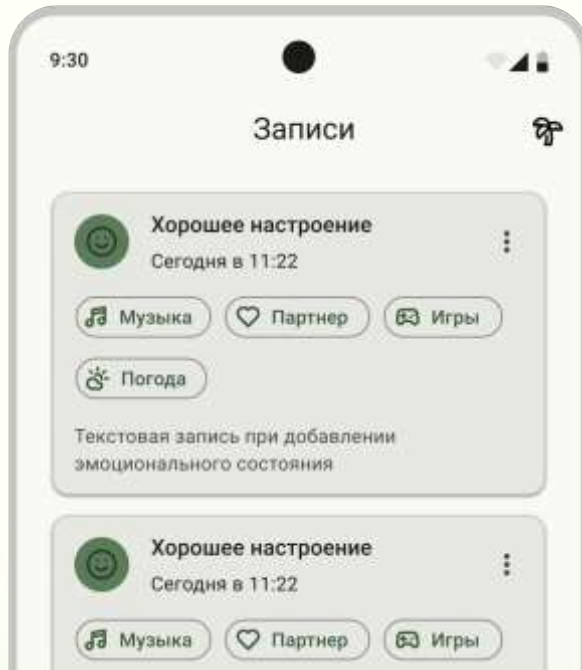 9:30
Записи
Хорошее настроение
Сегодня в 11:22
Музыка Партнер Игры
Погода
Текстовая запись при добавлении
эмоционального состояния
Хорошее настроение
Сегодня в 11:22
Музыка Партнер Игры